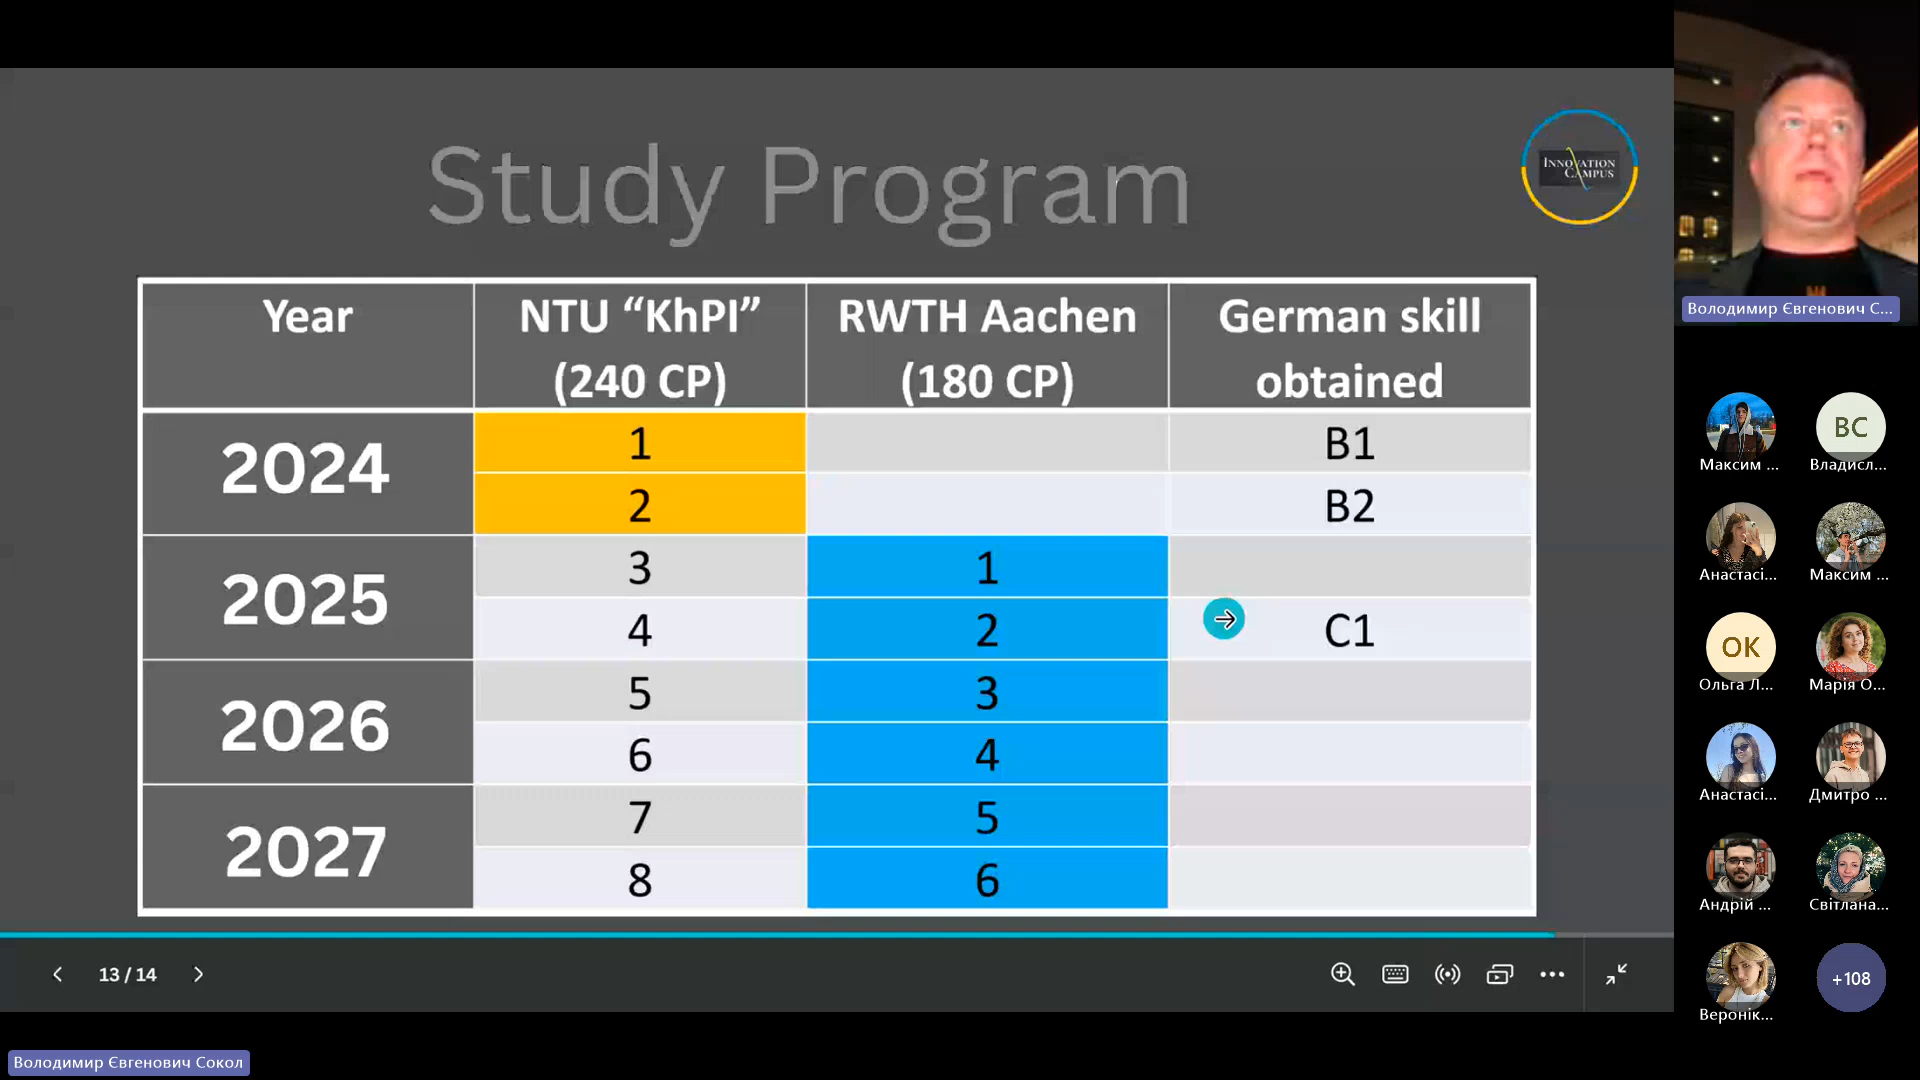 Study Program
INNOVATION
CAMPUS
Year
NTU “KhPI”
(240 CP)
RWTH Aachen
(180 CP)
German skill
obtained
2024
1
B1
2
B2
2025
3
1
4
2
C1
2026
5
3
6
4
2027
7
5
8
6
13 / 14
Володимир Євгенович Сокол
Володимир Євгенович С...
Максим ...
ВС
Владисл...
Анастасі...
Максим ...
ОК
Ольга Л...
Марія О...
Анастасі...
Дмитро ...
Андрій ...
Світлана...
Веронік...
+108